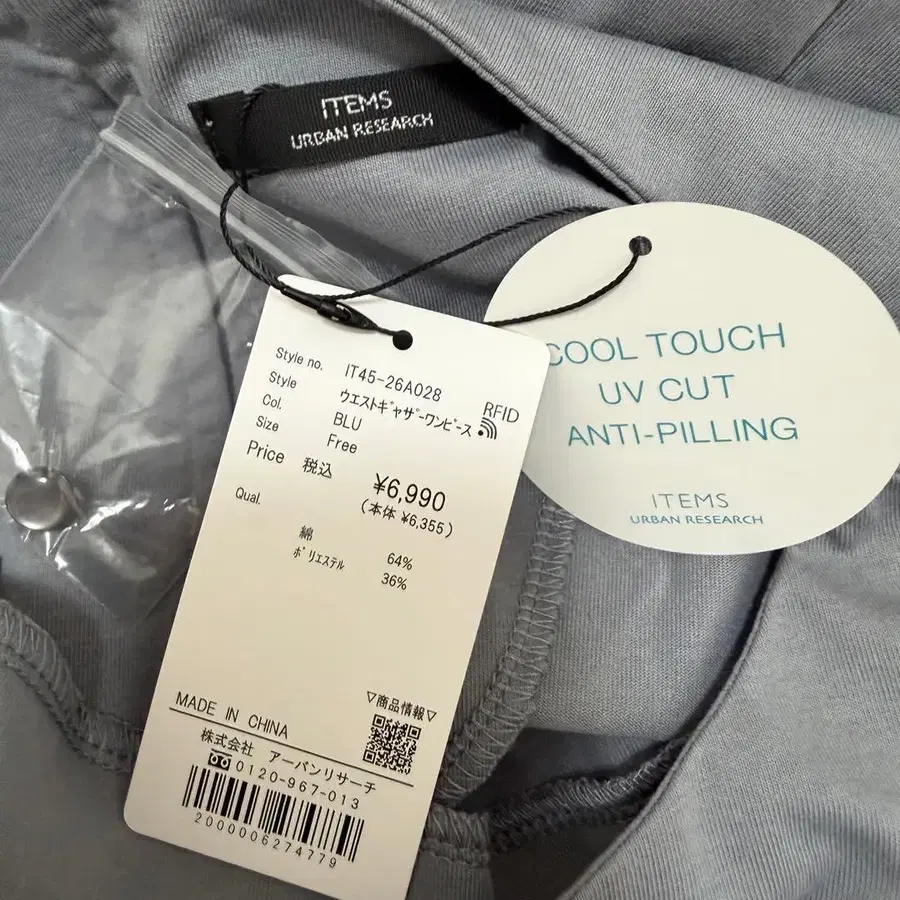 ITEMS
URBAN RESEARCH
Style no. IT45-26A028
Style ウエストギャザーワンピース
Col. BLU
Size Free
RFID
Price 税込 ¥6,990
(本体 ¥6,355)
Qual.
綿 64%
ポリエステル 36%
MADE IN CHINA
▽商品情報▽
株式会社 アーバンリサーチ
0120-967-013
2000006274779
COOL TOUCH
UV CUT
ANTI-PILLING
ITEMS
URBAN RESEARCH